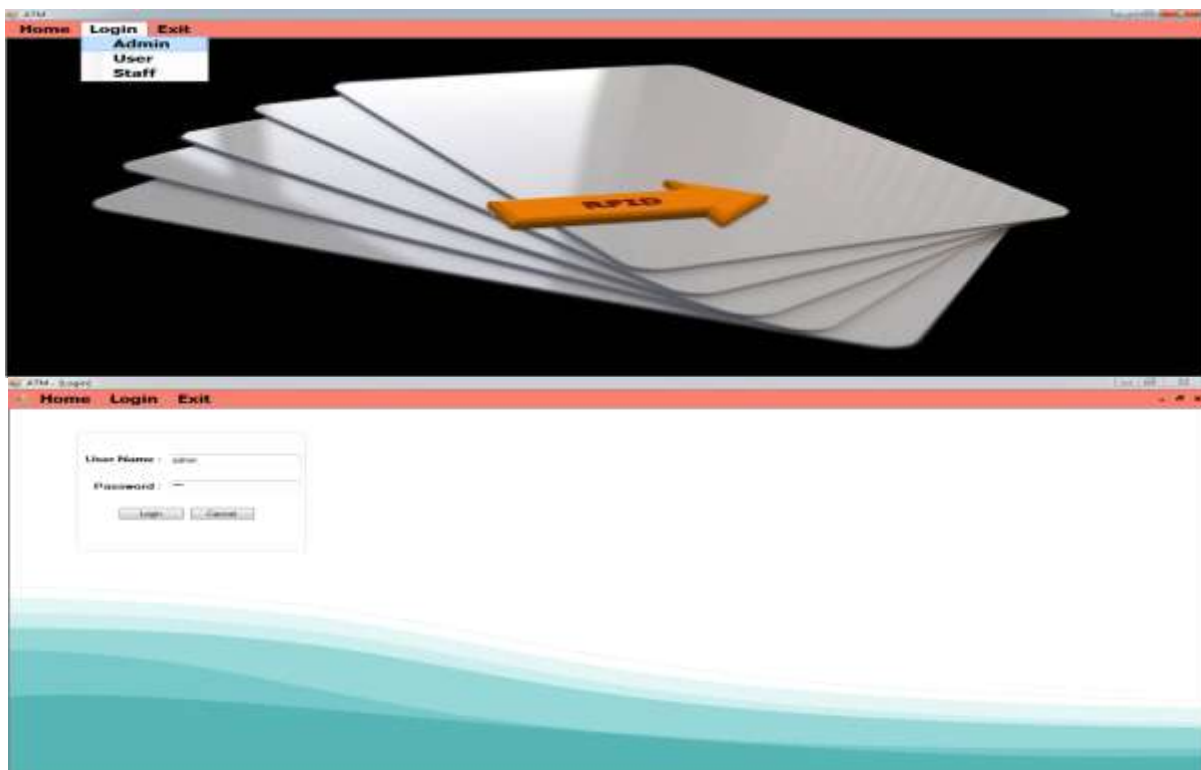 ATM
Home Login Exit
Admin
User
Staff
RFID
ATM - [Login]
Home Login Exit
User Name : admin
Password :
Login Cancel